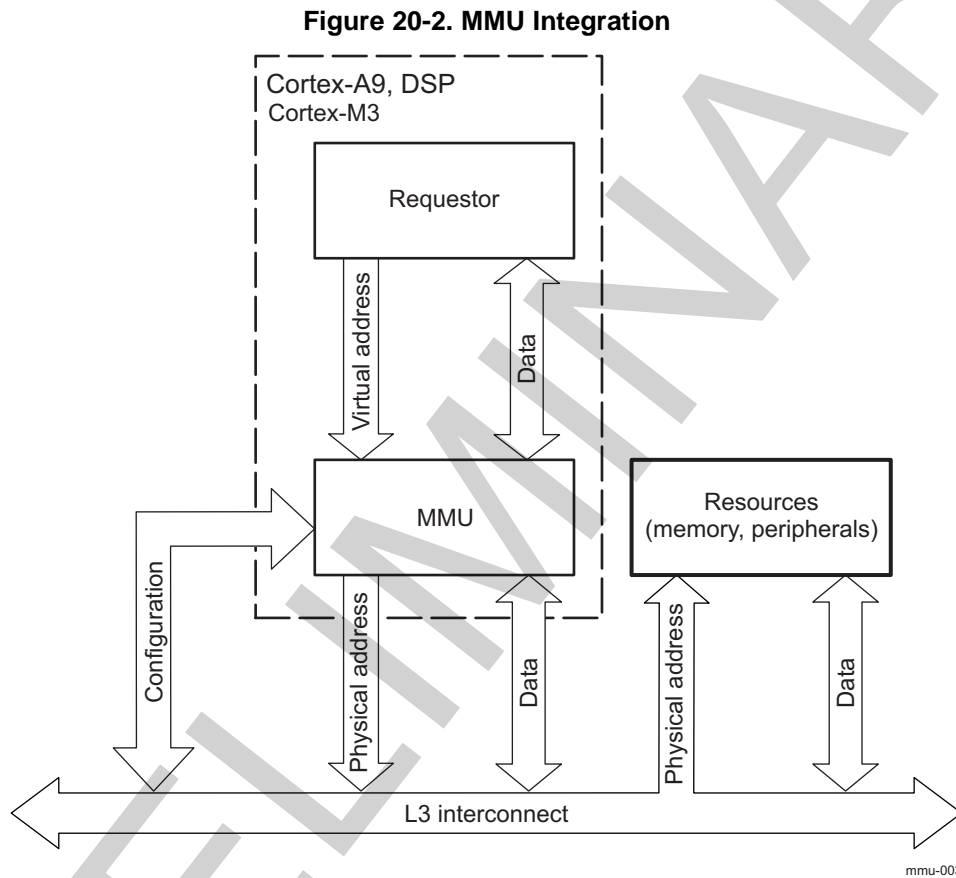 Figure 20-2. MMU Integration
Cortex-A9, DSP
Cortex-M3
Requestor
Virtual address
Data
MMU
Resources
(memory, peripherals)
Configuration
Physical address
Data
Physical address
Data
L3 interconnect